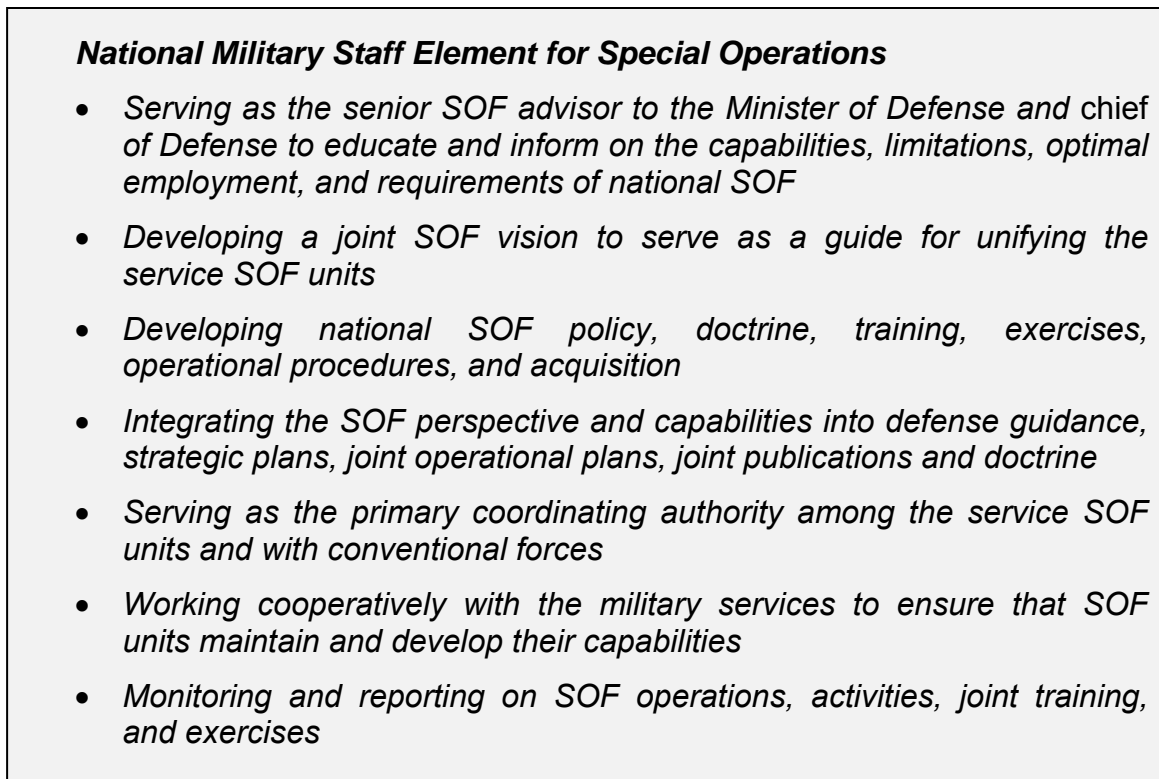 National Military Staff Element for Special Operations
• Serving as the senior SOF advisor to the Minister of Defense and chief
of Defense to educate and inform on the capabilities, limitations, optimal
employment, and requirements of national SOF
• Developing a joint SOF vision to serve as a guide for unifying the
service SOF units
• Developing national SOF policy, doctrine, training, exercises,
operational procedures, and acquisition
• Integrating the SOF perspective and capabilities into defense guidance,
strategic plans, joint operational plans, joint publications and doctrine
• Serving as the primary coordinating authority among the service SOF
units and with conventional forces
• Working cooperatively with the military services to ensure that SOF
units maintain and develop their capabilities
• Monitoring and reporting on SOF operations, activities, joint training,
and exercises